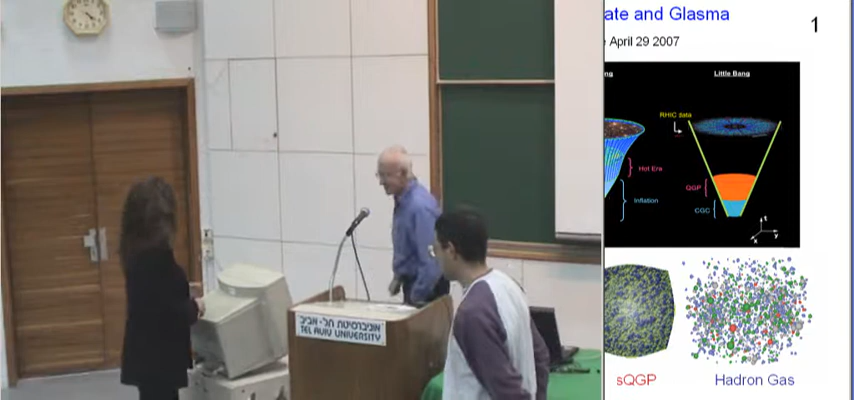 אוניברסיטת תל-אביב
TEL AVIV UNIVERSITY
ate and Glasma
1
April 29 2007
ng
Little Bang
RHIC data
Hot Era
QGP
Inflation
CGC
t
x
y
sQGP
Hadron Gas